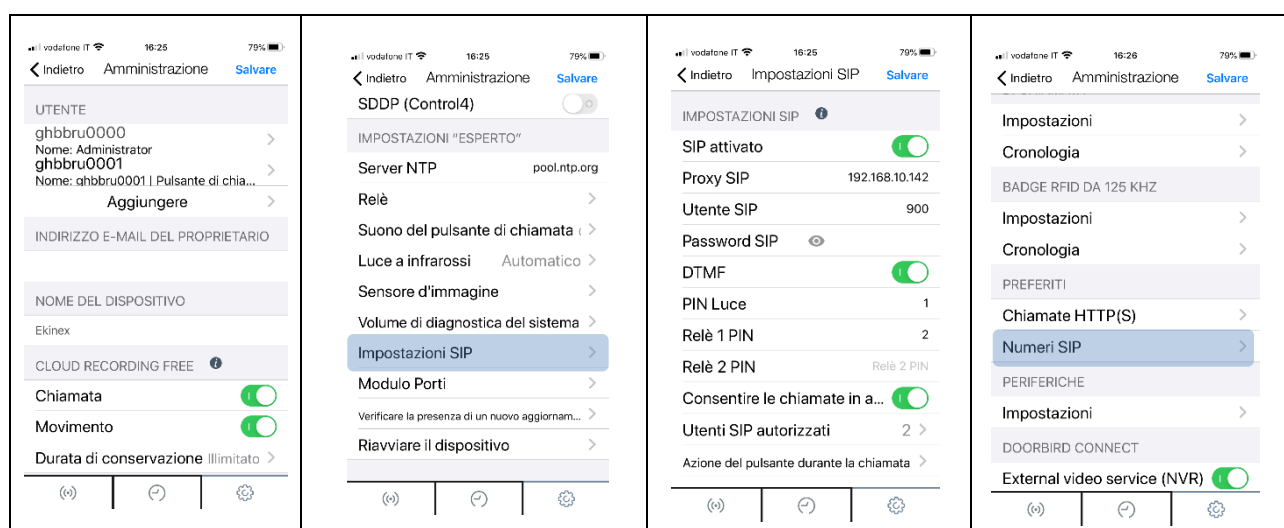 vodafone IT 16:25 79%
Indietro Amministrazione Salvare
UTENTE
ghbbru0000
Nome: Administrator
ghbbru0001
Nome: ghbbru0001 | Pulsante di chia...
Aggiungere
INDIRIZZO E-MAIL DEL PROPRIETARIO
NOME DEL DISPOSITIVO
Ekinex
CLOUD RECORDING FREE
Chiamata
Movimento
Durata di conservazione Illimitato
vodafone IT 16:25 79%
Indietro Amministrazione Salvare
SDDP (Control4)
IMPOSTAZIONI "ESPERTO"
Server NTP pool.ntp.org
Relè
Suono del pulsante di chiamata
Luce a infrarossi Automatico
Sensore d'immagine
Volume di diagnostica del sistema
Impostazioni SIP
Modulo Porti
Verificare la presenza di un nuovo aggiornam...
Riavviare il dispositivo
vodafone IT 16:25 79%
Indietro Impostazioni SIP Salvare
IMPOSTAZIONI SIP
SIP attivato
Proxy SIP 192.168.10.142
Utente SIP 900
Password SIP
DTMF
PIN Luce 1
Relè 1 PIN 2
Relè 2 PIN Relè 2 PIN
Consentire le chiamate in a...
Utenti SIP autorizzati 2
Azione del pulsante durante la chiamata
vodafone IT 16:26 79%
Indietro Amministrazione Salvare
Impostazioni
Cronologia
BADGE RFID DA 125 KHZ
Impostazioni
Cronologia
PREFERITI
Chiamate HTTP(S)
Numeri SIP
PERIFERICHE
Impostazioni
DOORBIRD CONNECT
External video service (NVR)